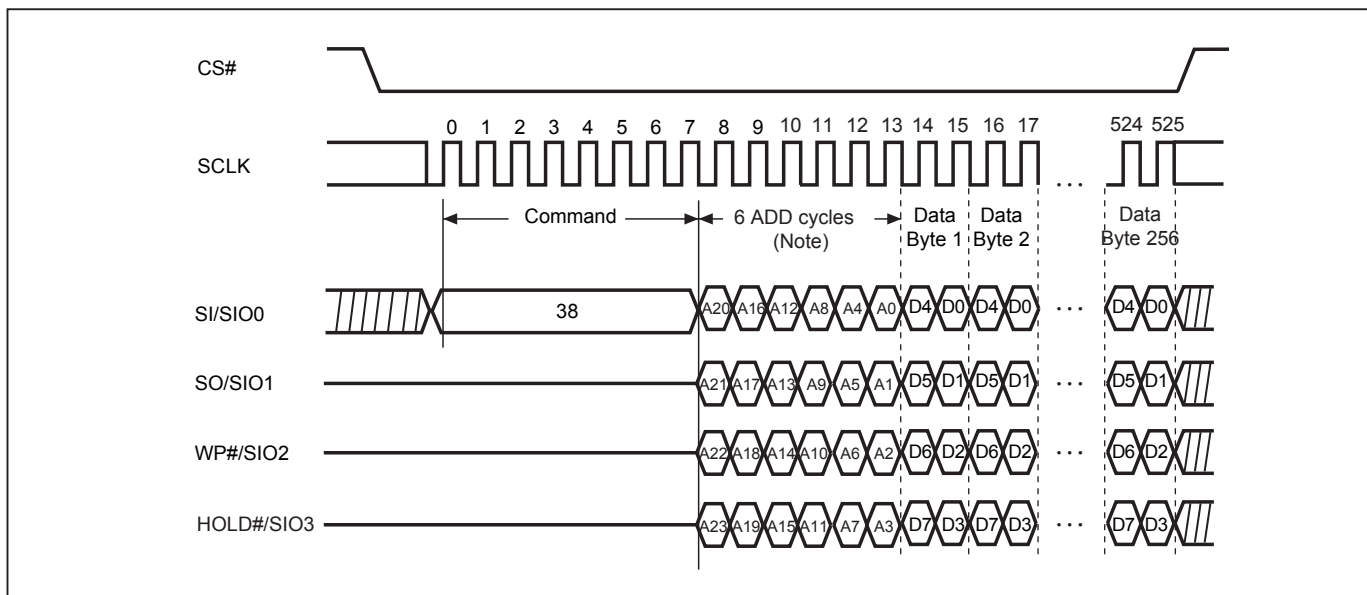 CS#
0 1 2 3 4 5 6 7 8 9 10 11 12 13 14 15 16 17 524 525
SCLK
...
Command 6 ADD cycles Data Data Data
(Note) Byte 1 Byte 2 Byte 256
SI/SIO0 38 A20 A16 A12 A8 A4 A0 D4 D0 D4 D0 ... D4 D0
SO/SIO1 A21 A17 A13 A9 A5 A1 D5 D1 D5 D1 ... D5 D1
WP#/SIO2 A22 A18 A14 A10 A6 A2 D6 D2 D6 D2 ... D6 D2
HOLD#/SIO3 A23 A19 A15 A11 A7 A3 D7 D3 D7 D3 ... D7 D3